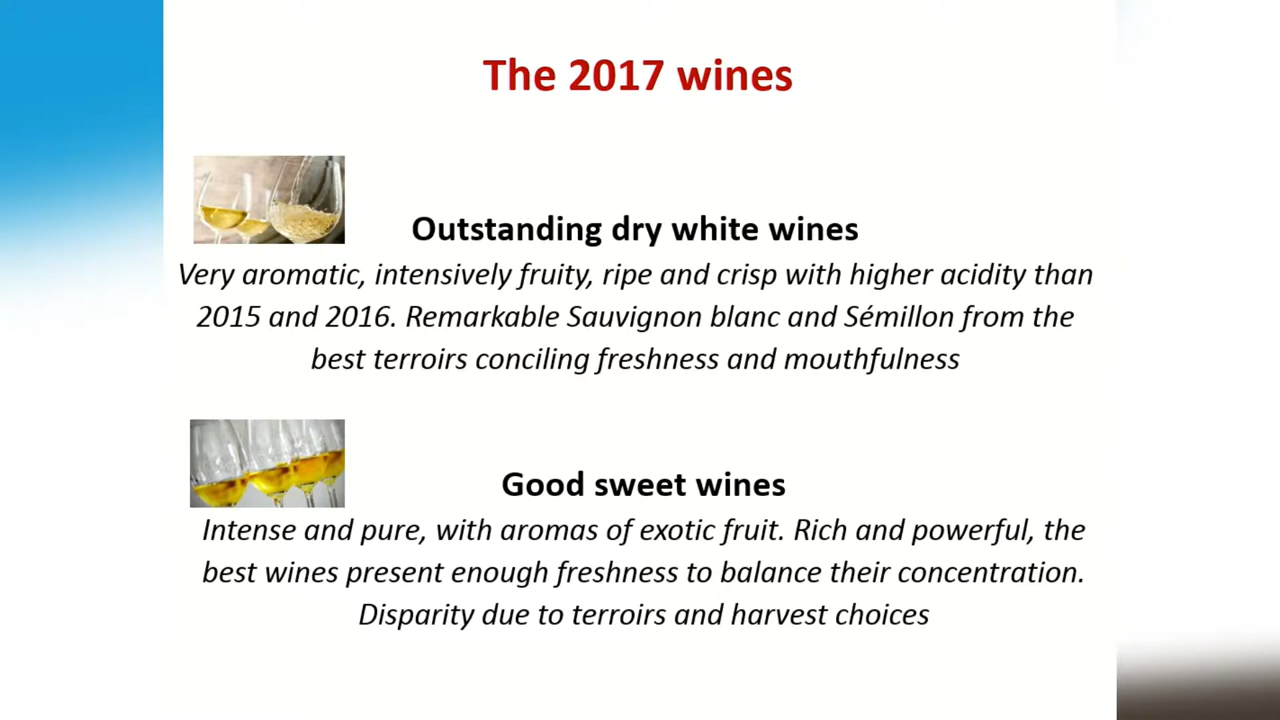 The 2017 wines
Outstanding dry white wines
Very aromatic, intensively fruity, ripe and crisp with higher acidity than
2015 and 2016. Remarkable Sauvignon blanc and Sémillon from the
best terroirs conciling freshness and mouthfulness
Good sweet wines
Intense and pure, with aromas of exotic fruit. Rich and powerful, the
best wines present enough freshness to balance their concentration.
Disparity due to terroirs and harvest choices